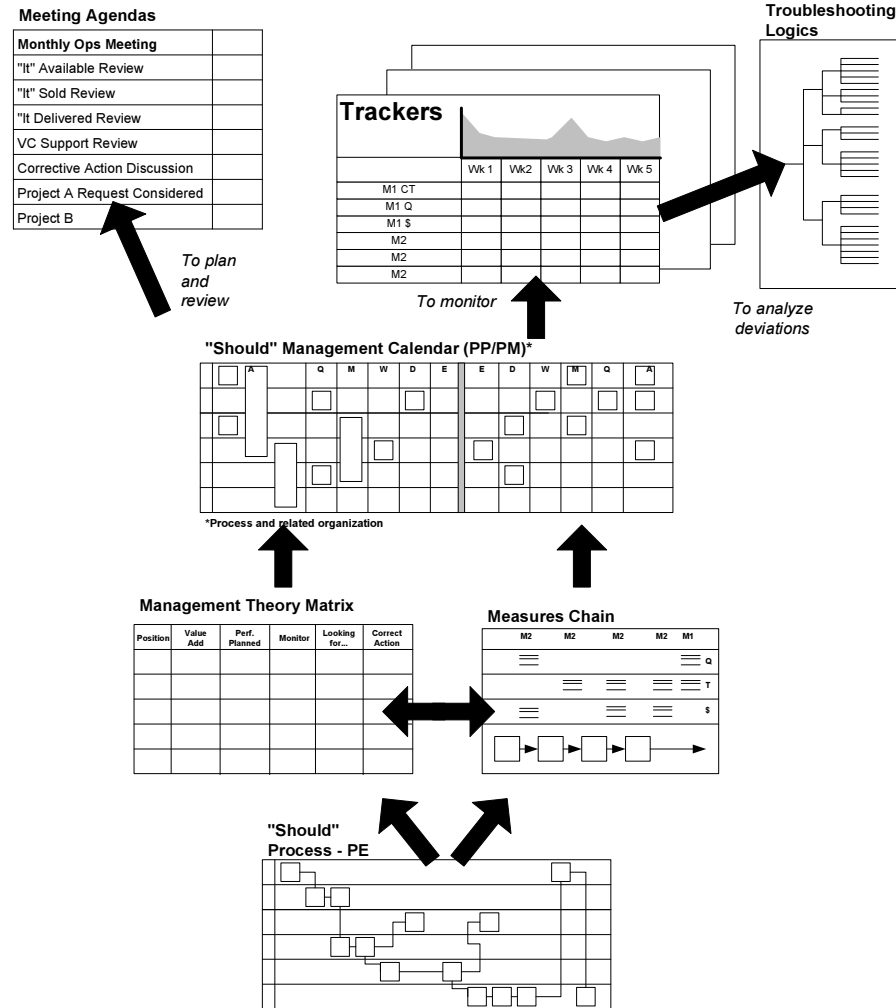 Meeting Agendas
Monthly Ops Meeting
"It" Available Review
"It" Sold Review
"It Delivered Review
VC Support Review
Corrective Action Discussion
Project A Request Considered
Project B
To plan
and
review
Trackers
Wk 1 Wk2 Wk 3 Wk 4 Wk 5
M1 CT
M1 Q
M1 $
M2
M2
M2
To monitor
Troubleshooting
Logics
To analyze
deviations
"Should" Management Calendar (PP/PM)*
A Q M W D E E D W M Q A
*Process and related organization
Management Theory Matrix
Position Value Add Perf. Planned Monitor Looking for... Correct Action
Measures Chain
M2 M2 M2 M2 M1
Q
T
$
"Should"
Process - PE